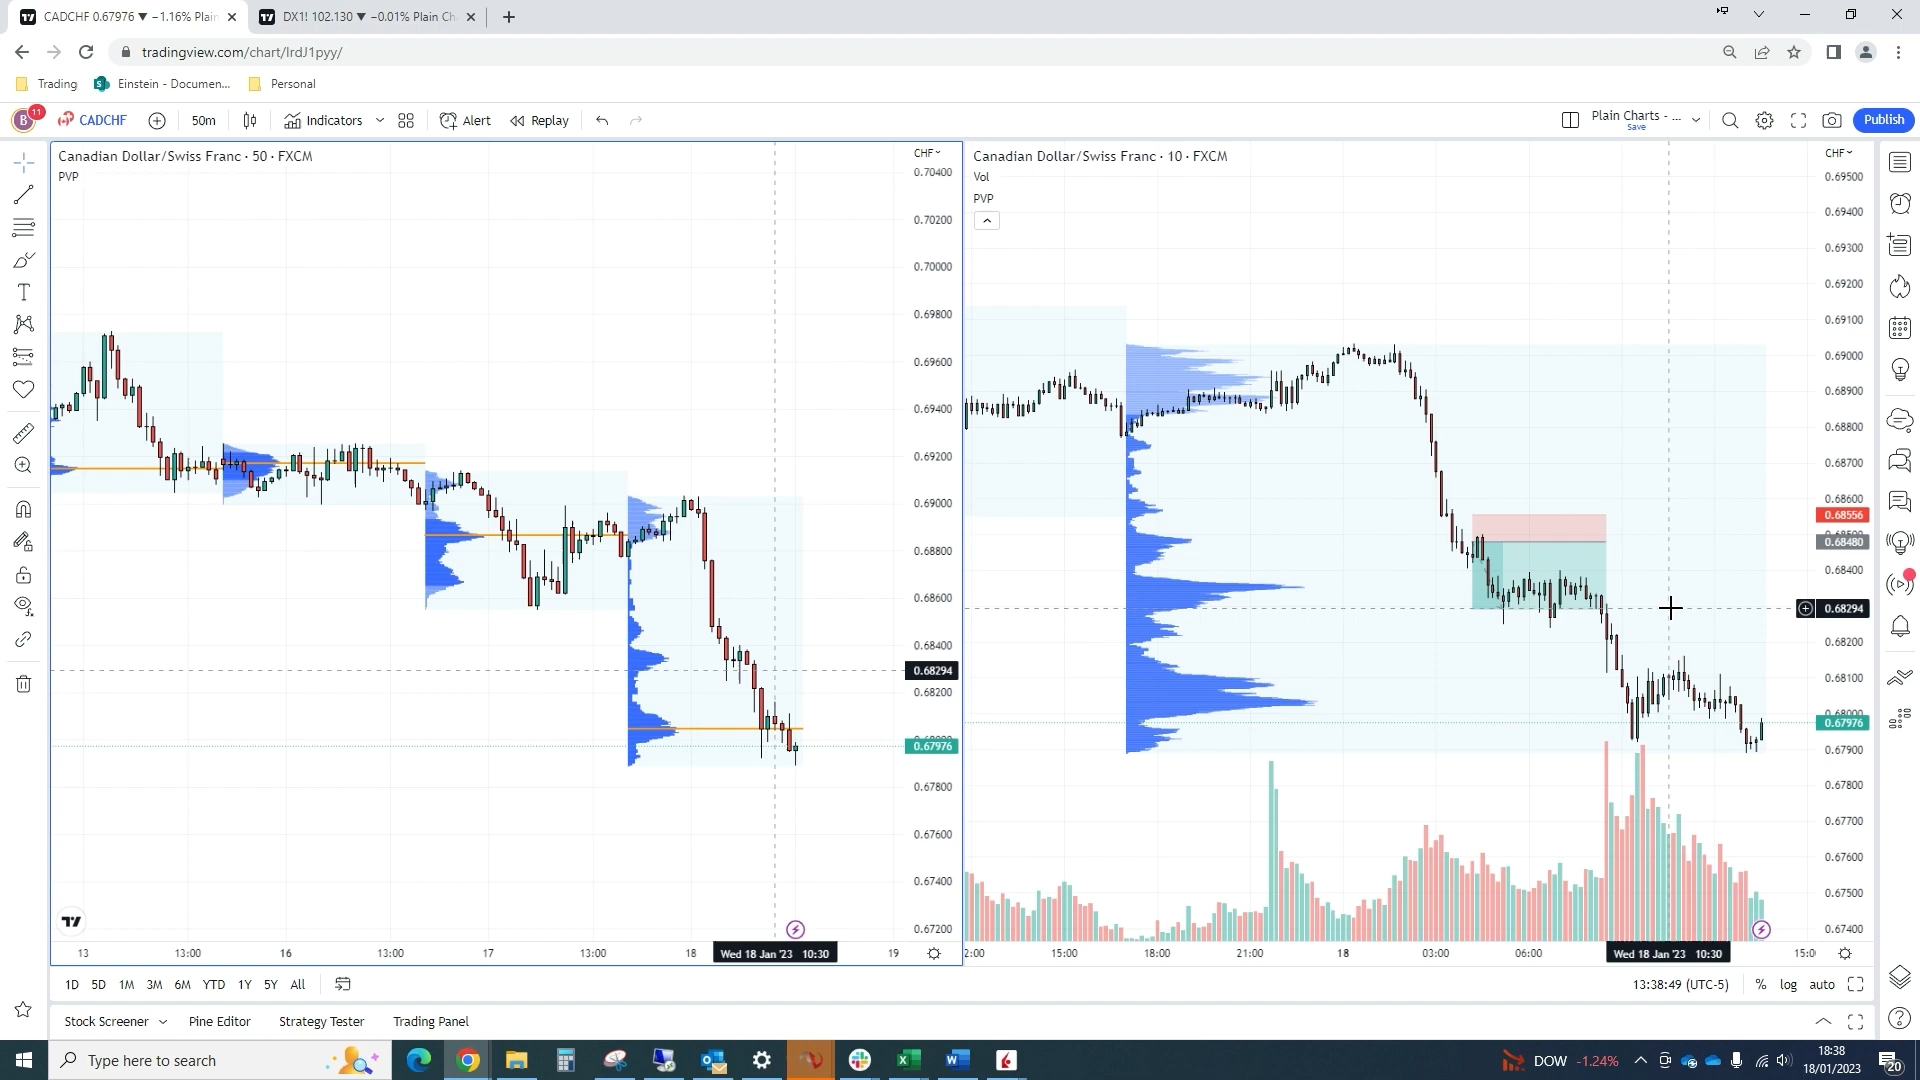 CADCHF 0.67976 ▼ −1.16% Plain
DX1! 102.130 ▼ −0.01% Plain Ch
tradingview.com/chart/lrdJ1pyy/
Trading
Einstein - Documen...
Personal
B
11
CADCHF
50m
Indicators
Alert
Replay
Plain Charts - ...
Save
Publish
Canadian Dollar/Swiss Franc · 50 · FXCM
PVP
CHF
0.70400
0.70200
0.70000
0.69800
0.69600
0.69400
0.69200
0.69000
0.68800
0.68600
0.68400
0.68294
0.68200
0.67976
0.67800
0.67600
0.67400
0.67200
13
13:00
16
13:00
17
13:00
18
Wed 18 Jan '23 10:30
19
Canadian Dollar/Swiss Franc · 10 · FXCM
Vol
PVP
CHF
0.69500
0.69400
0.69300
0.69200
0.69100
0.69000
0.68900
0.68800
0.68700
0.68600
0.68556
0.68480
0.68400
0.68294
0.68200
0.68100
0.67976
0.67900
0.67800
0.67700
0.67600
0.67500
0.67400
2:00
15:00
18:00
21:00
18
03:00
06:00
Wed 18 Jan '23 10:30
15:0
1D 5D 1M 3M 6M YTD 1Y 5Y All
13:38:49 (UTC-5)
% log auto
Stock Screener
Pine Editor
Strategy Tester
Trading Panel
Type here to search
DOW -1.24%
18:38
18/01/2023
20